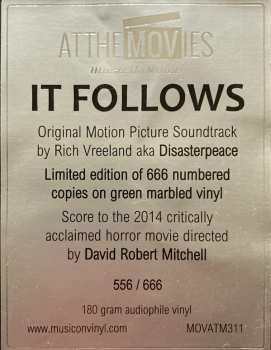 ATTHEMOVIES
IT FOLLOWS
Original Motion Picture Soundtrack
by Rich Vreeland aka Disasterpeace
Limited edition of 666 numbered
copies on green marbled vinyl
Score to the 2014 critically
acclaimed horror movie directed
by David Robert Mitchell
556 / 666
180 gram audiophile vinyl
www.musiconvinyl.com MOVATM311